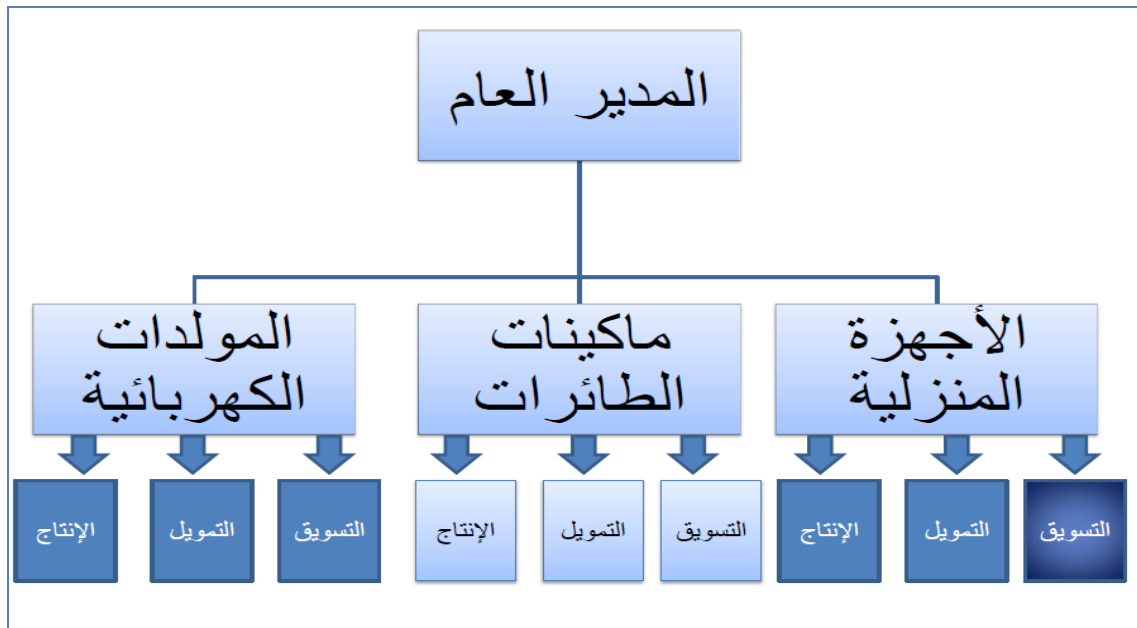 المدير العام
الأجهزة
المنزلية
ماكينات
الطائرات
المولدات
الكهربائية
التسويق
التمويل
الإنتاج
التسويق
التمويل
الإنتاج
التسويق
التمويل
الإنتاج